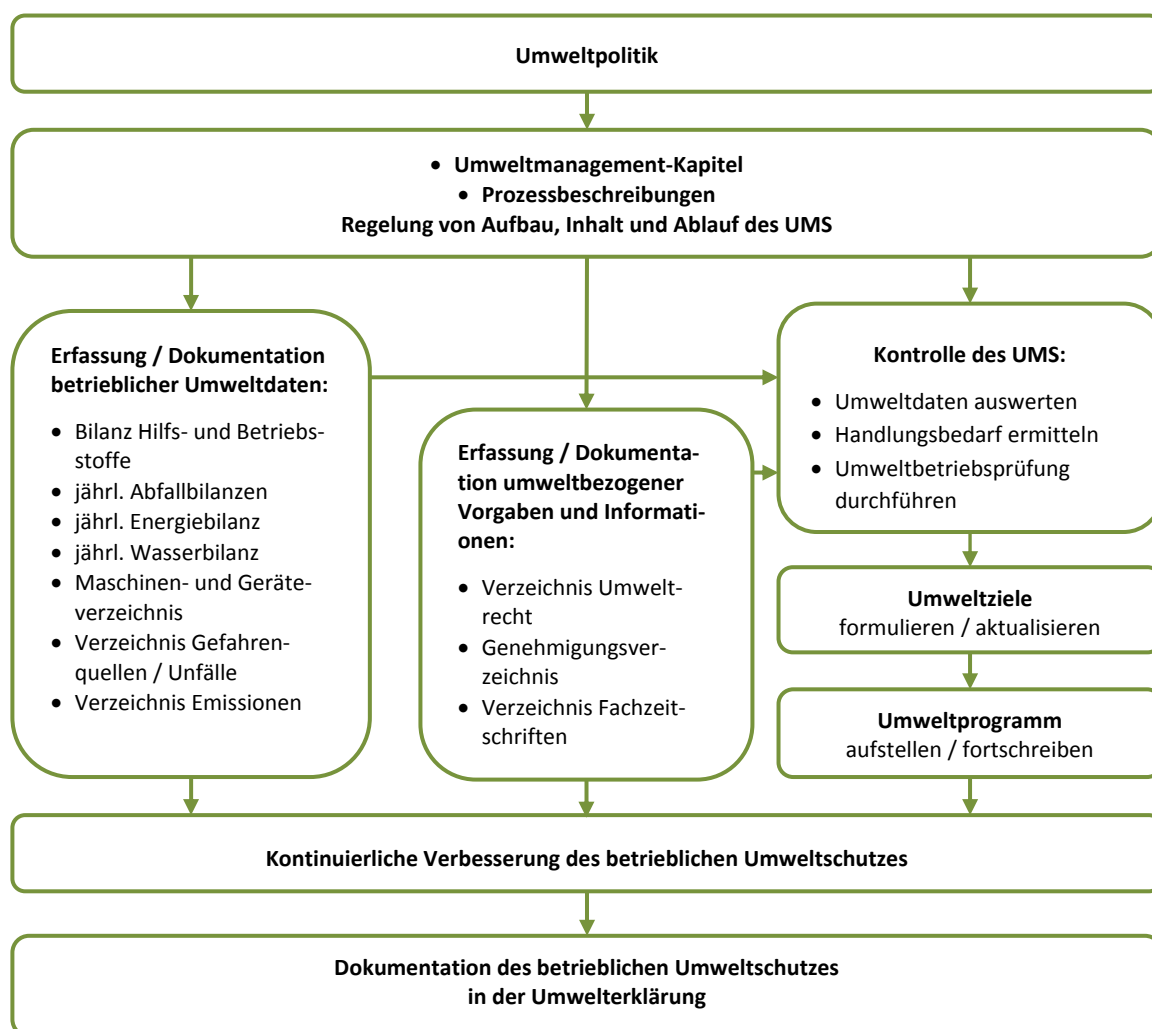 Umweltpolitik
• Umweltmanagement-Kapitel
• Prozessbeschreibungen
Regelung von Aufbau, Inhalt und Ablauf des UMS
Erfassung / Dokumentation
betrieblicher Umweltdaten:
• Bilanz Hilfs- und Betriebs-
stoffe
• jährl. Abfallbilanzen
• jährl. Energiebilanz
• jährl. Wasserbilanz
• Maschinen- und Geräte-
verzeichnis
• Verzeichnis Gefahren-
quellen / Unfälle
• Verzeichnis Emissionen
Erfassung / Dokumenta-
tion umweltbezogener
Vorgaben und Informati-
onen:
• Verzeichnis Umwelt-
recht
• Genehmigungsver-
zeichnis
• Verzeichnis Fachzeit-
schriften
Kontrolle des UMS:
• Umweltdaten auswerten
• Handlungsbedarf ermitteln
• Umweltbetriebsprüfung
durchführen
Umweltziele
formulieren / aktualisieren
Umweltprogramm
aufstellen / fortschreiben
Kontinuierliche Verbesserung des betrieblichen Umweltschutzes
Dokumentation des betrieblichen Umweltschutzes
in der Umwelterklärung